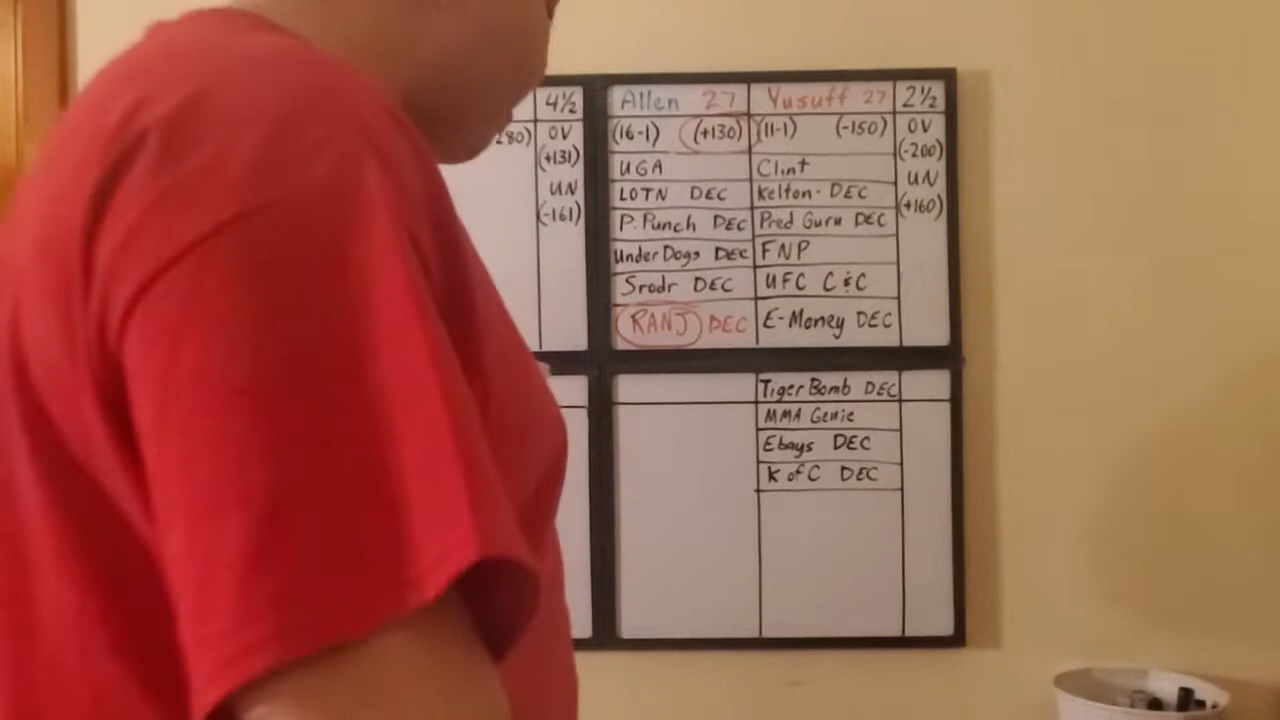 4½ Allen 27 Yusuff 27 2½
280) OV (16-1) (+130) (11-1) (-150) OV
(+131) (-200)
UN UGA Clint UN
(-161) LOTN DEC Kelton- DEC (+160)
P. Punch DEC Pred Guru DEC
UnderDogs DEC FNP
Srodr DEC UFC C&C
RANJ DEC E-Money DEC
Tiger Bomb DEC
MMA Genie
Ebays DEC
K of C DEC